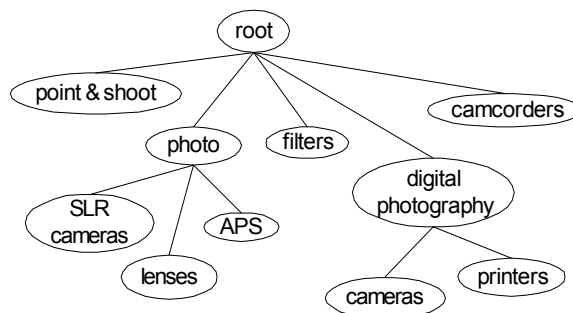 root
point & shoot
camcorders
photo
filters
digital
photography
SLR
cameras
APS
lenses
cameras
printers